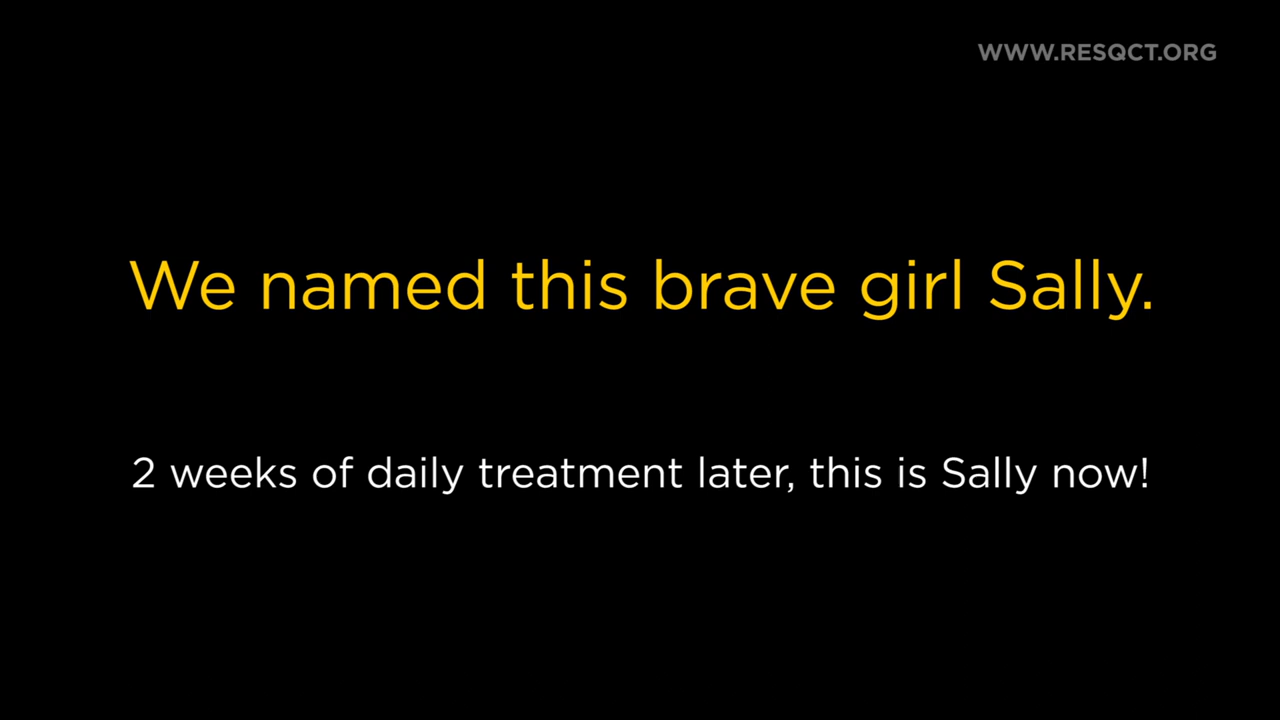 WWW.RESQCT.ORG
We named this brave girl Sally.
2 weeks of daily treatment later, this is Sally now!